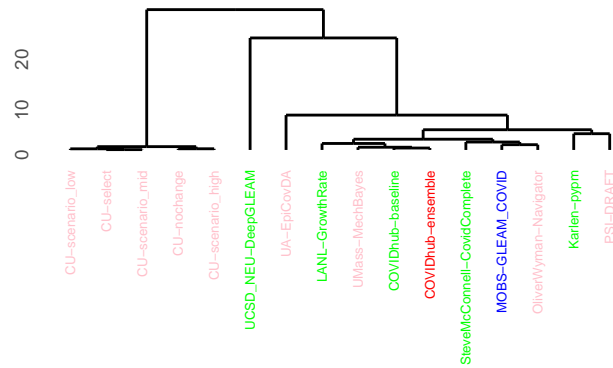 20
10
0
CU-scenario_low
CU-select
CU-scenario_mid
CU-nochange
CU-scenario_high
UCSD_NEU-DeepGLEAM
UA-EpiCovDA
LANL-GrowthRate
UMass-MechBayes
COVIDhub-baseline
COVIDhub-ensemble
SteveMcConnell-CovidComplete
MOBS-GLEAM_COVID
OliverWyman-Navigator
Karlen-pypm
PSI-DRAFT